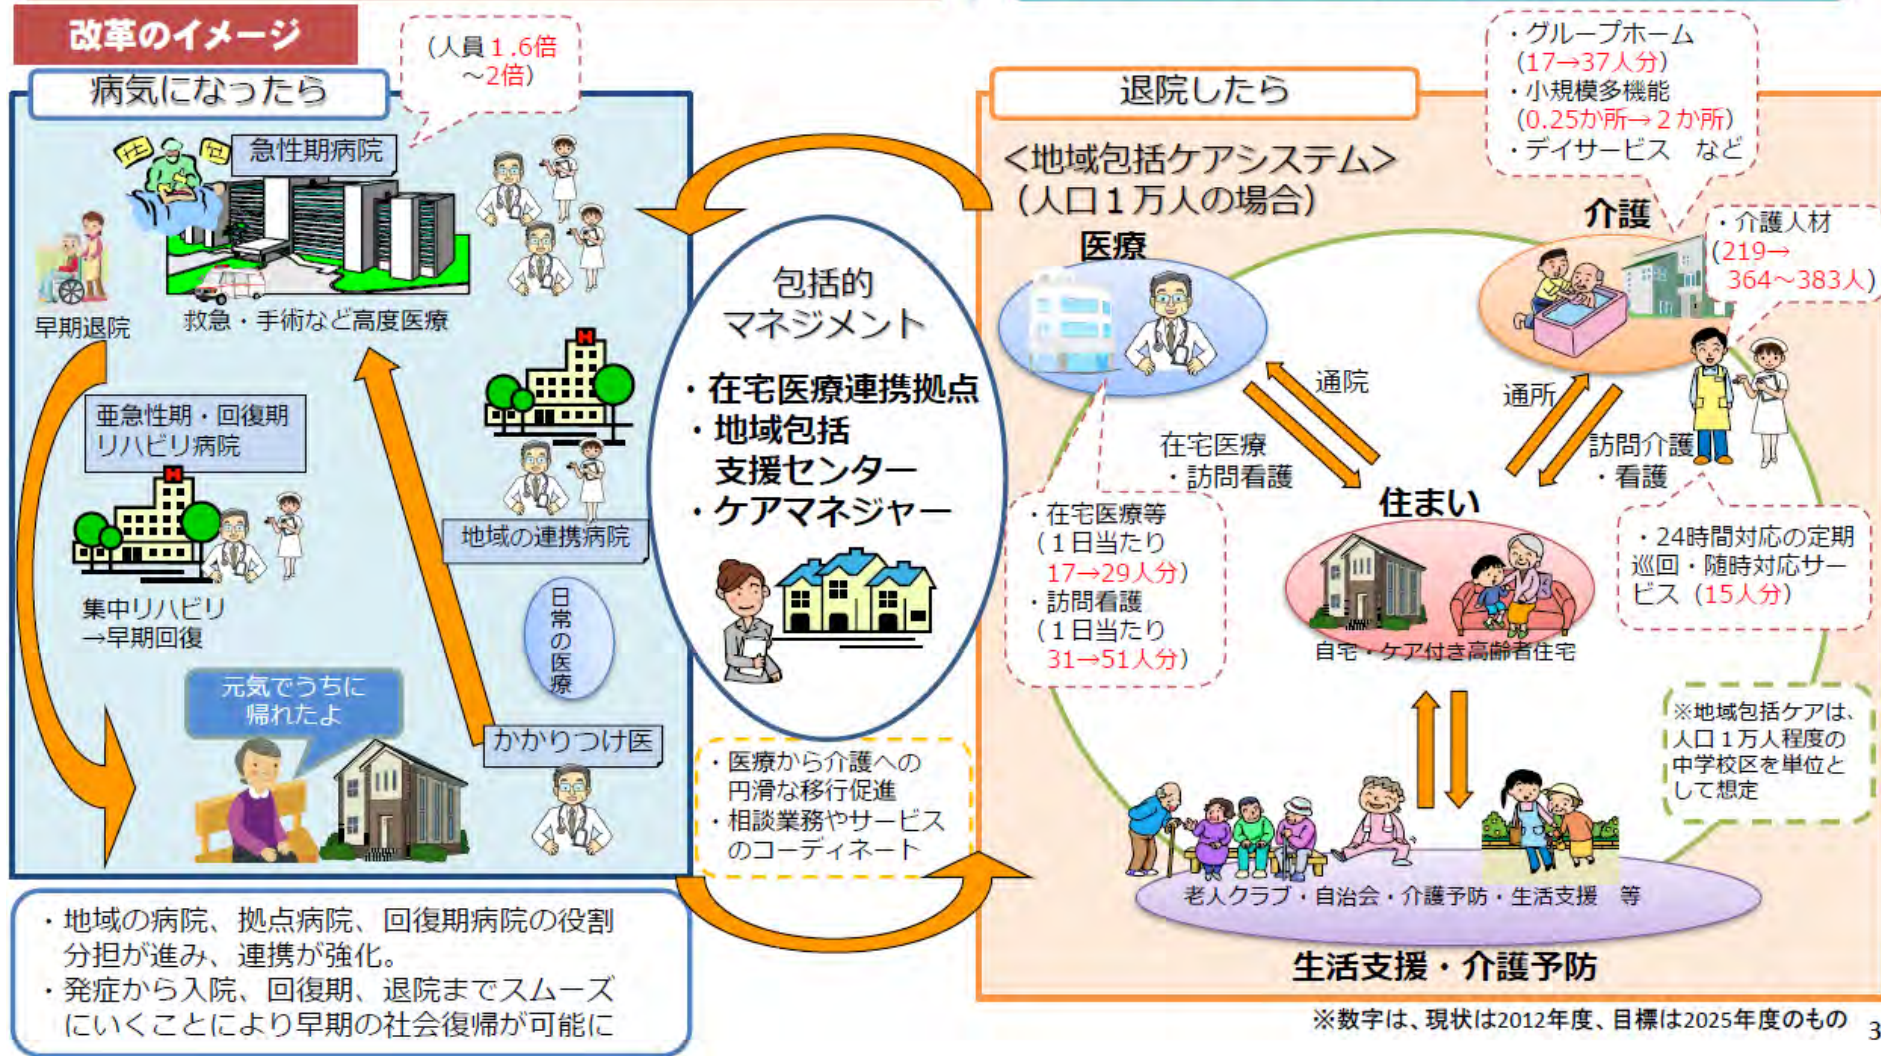 改革のイメージ
病気になったら
(人員1.6倍
～2倍)
急性期病院
早期退院
救急・手術など高度医療
亜急性期・回復期
リハビリ病院
集中リハビリ
→早期回復
地域の連携病院
日常の医療
元気でうちに
帰れたよ
かかりつけ医
・地域の病院、拠点病院、回復期病院の役割
分担が進み、連携が強化。
・発症から入院、回復期、退院までスムーズ
にいくことにより早期の社会復帰が可能に
包括的
マネジメント
・在宅医療連携拠点
・地域包括
支援センター
・ケアマネジャー
・医療から介護への
円滑な移行促進
・相談業務やサービス
のコーディネート
退院したら
<地域包括ケアシステム>
(人口1万人の場合)
・グループホーム
(17→37人分)
・小規模多機能
(0.25か所→2か所)
・デイサービス など
医療
介護
・介護人材
(219→
364～383人)
通院
通所
在宅医療
・訪問看護
訪問介護
・看護
・在宅医療等
(1日当たり
17→29人分)
・訪問看護
(1日当たり
31→51人分)
住まい
自宅・ケア付き高齢者住宅
・24時間対応の定期
巡回・随時対応サー
ビス(15人分)
※地域包括ケアは、
人口1万人程度の
中学校区を単位と
して想定
老人クラブ・自治会・介護予防・生活支援 等
生活支援・介護予防
※数字は、現状は2012年度、目標は2025年度のもの
3